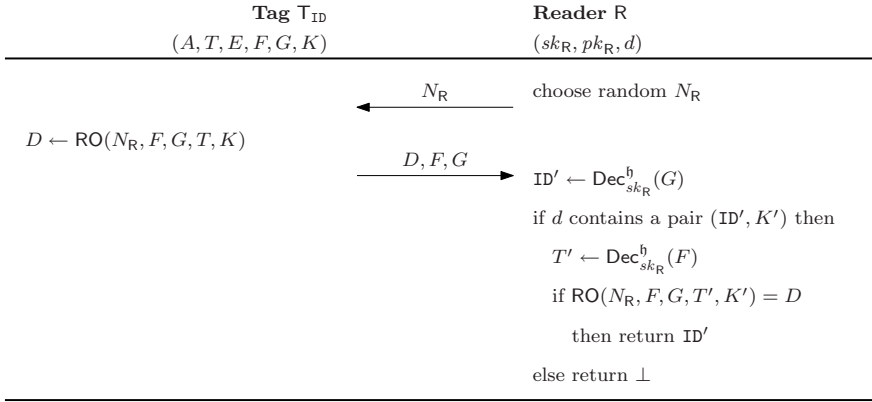 Tag T_ID Reader R
(A, T, E, F, G, K) (sk_R, pk_R, d)
N_R choose random N_R
D ← RO(N_R, F, G, T, K)
D, F, G
ID′ ← Dec^𝔥_{sk_R}(G)
if d contains a pair (ID′, K′) then
T′ ← Dec^𝔥_{sk_R}(F)
if RO(N_R, F, G, T′, K′) = D
then return ID′
else return ⊥